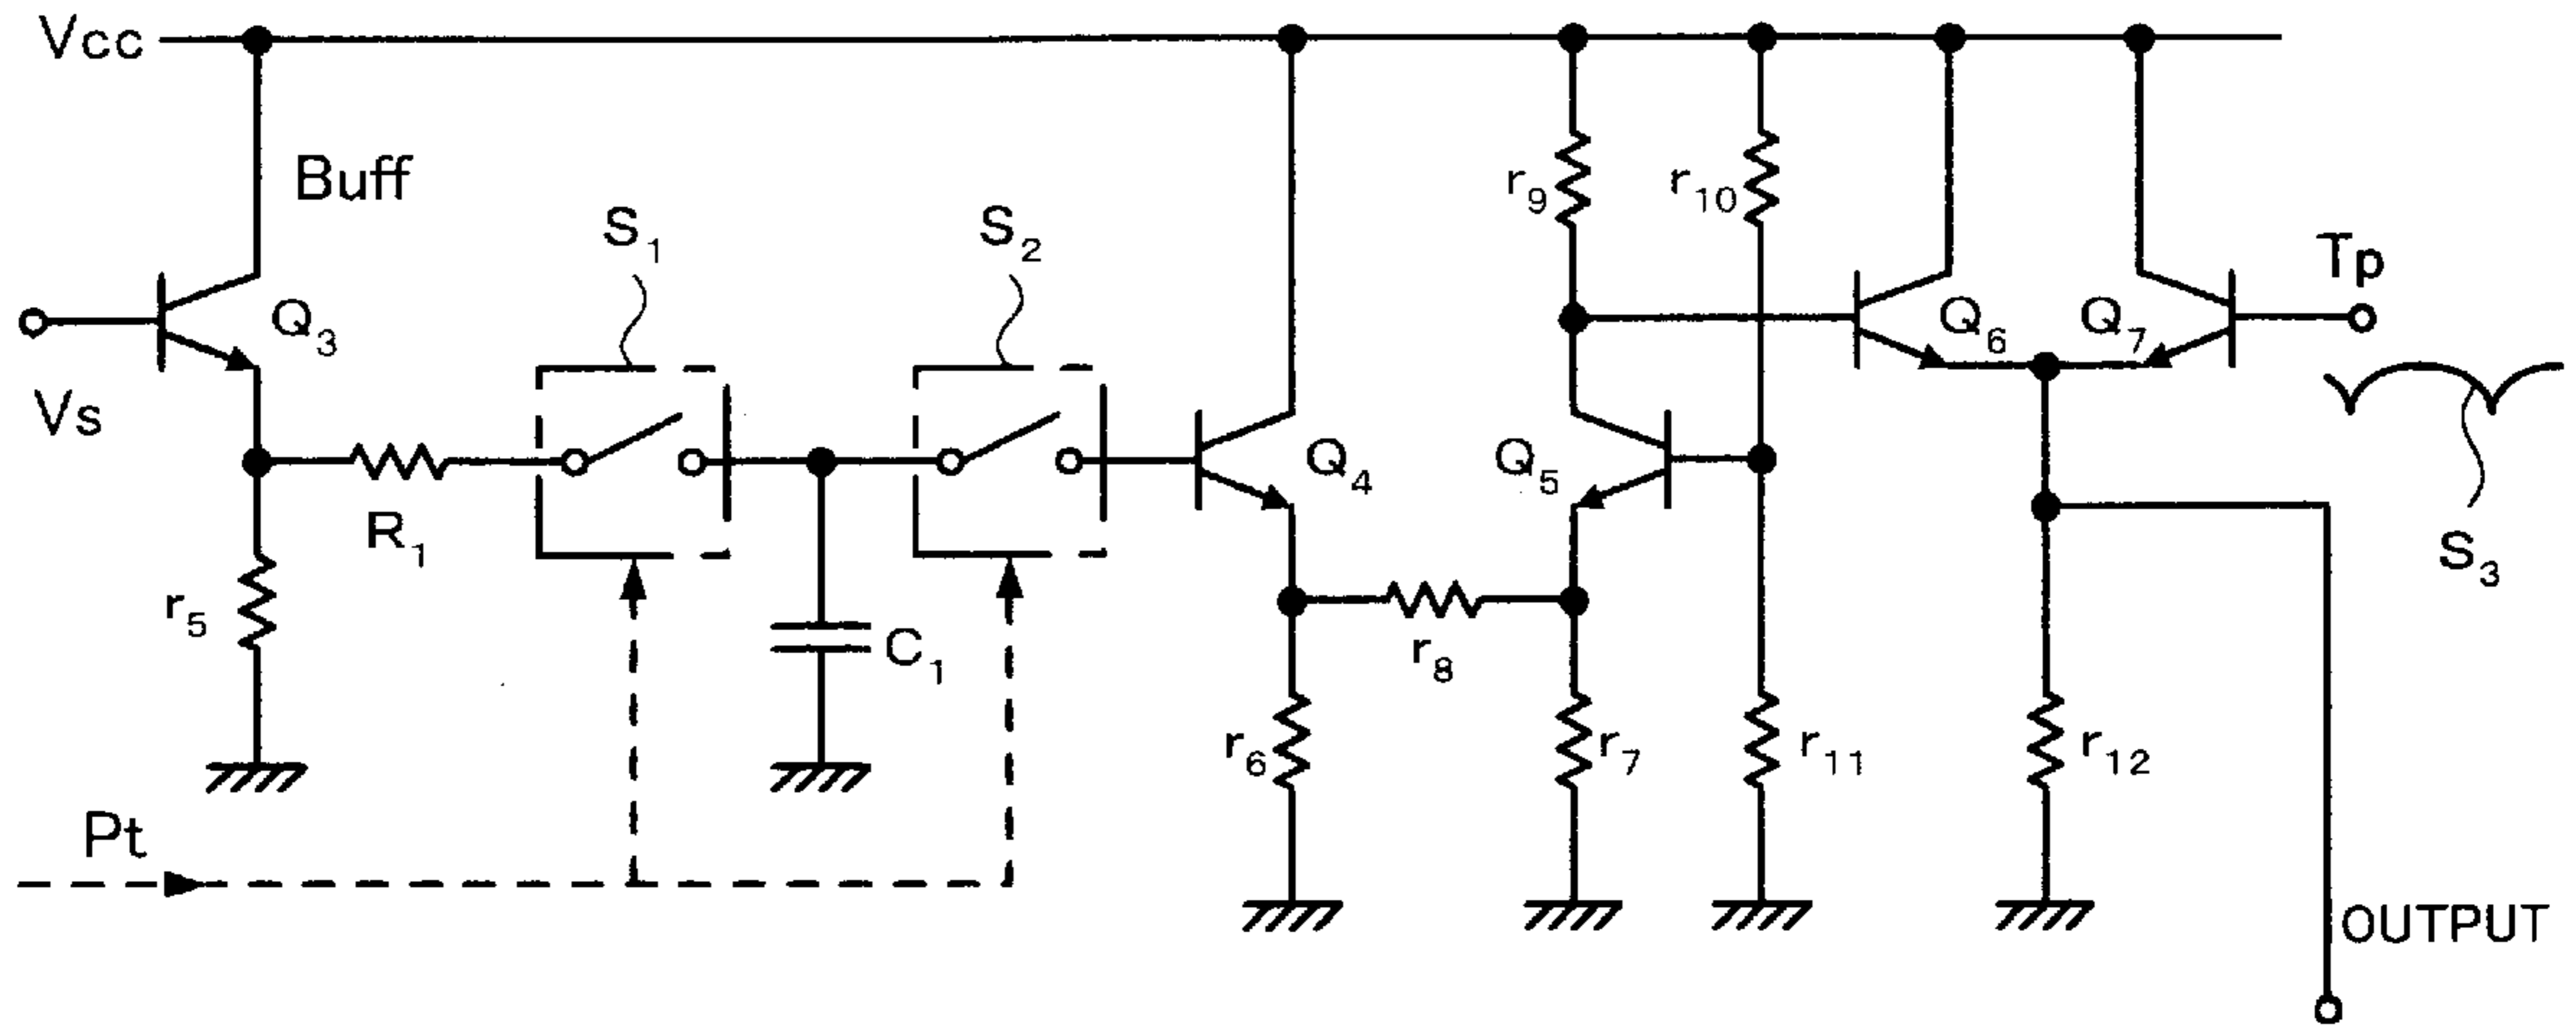 Vcc
Buff
S1
S2
r9
r10
Tp
Q3
Q6
Q7
Vs
Q4
Q5
R1
S3
r5
C1
r8
r6
r7
r11
r12
Pt
OUTPUT